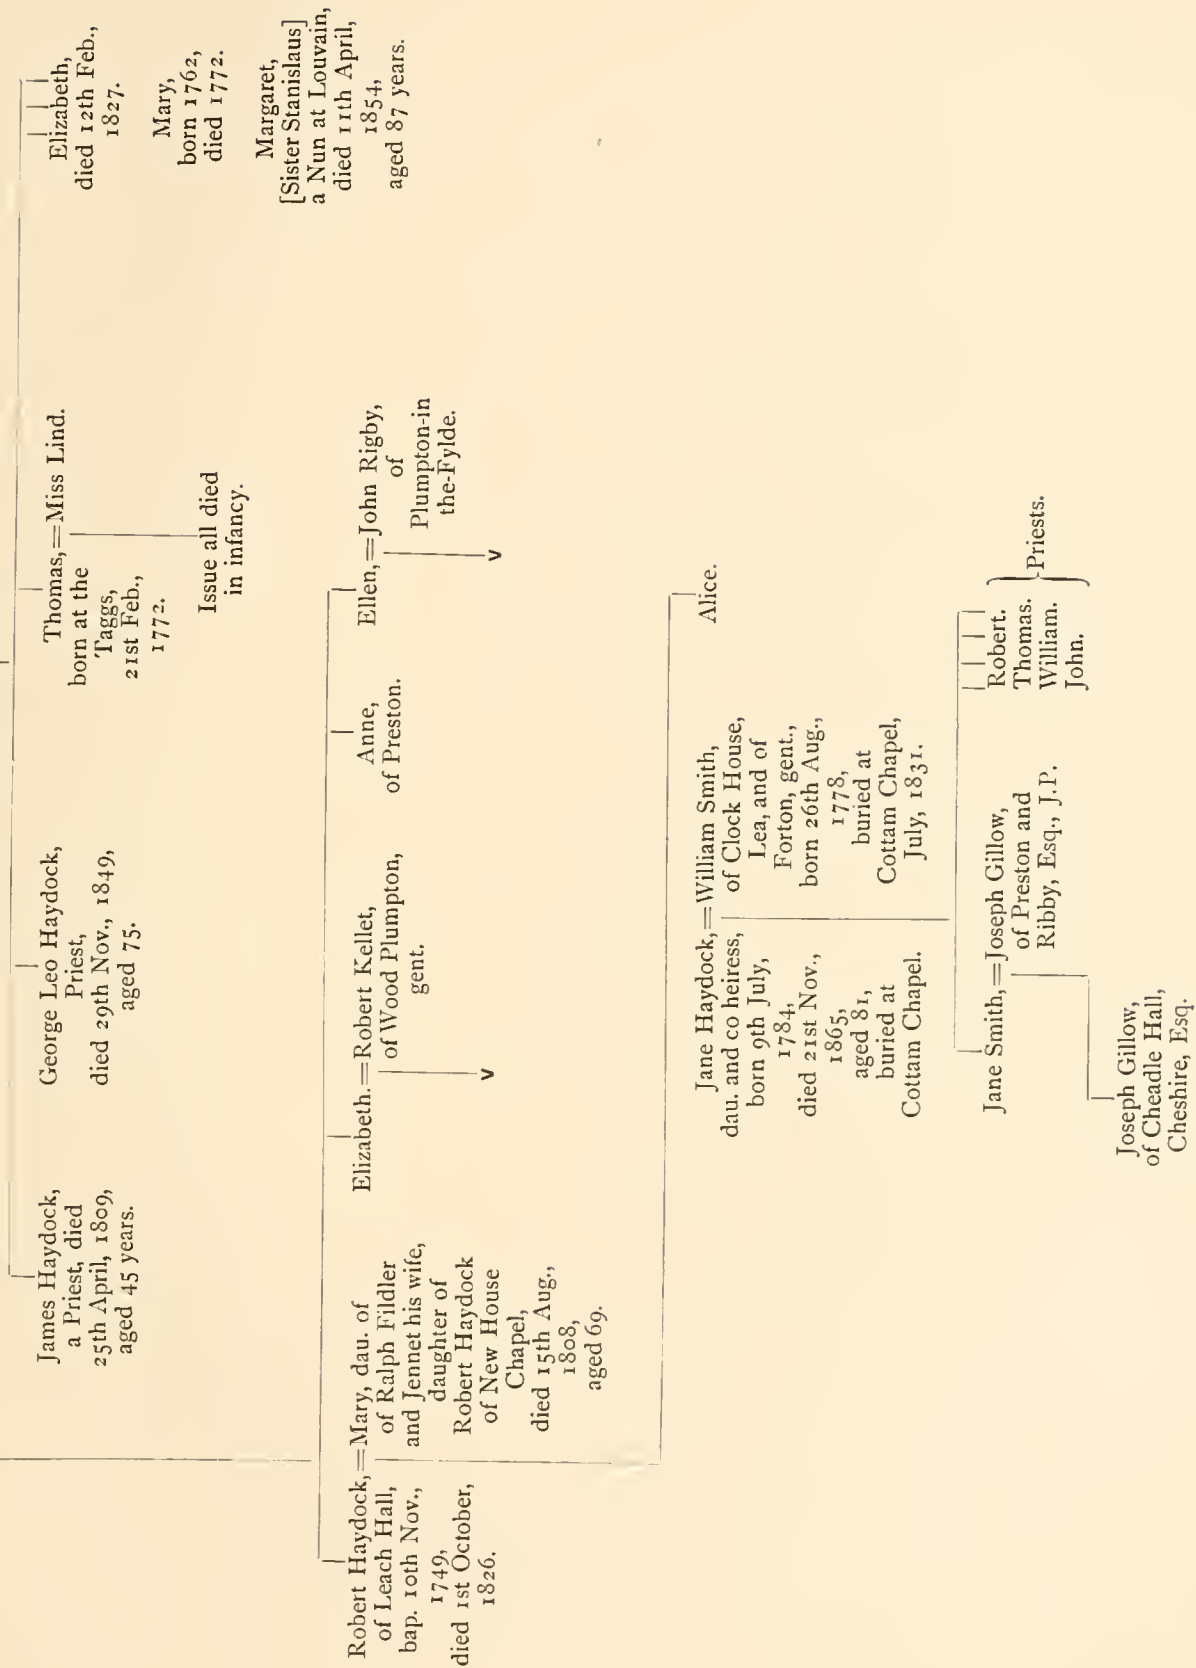 James Haydock,
a Priest, died
25th April, 1809,
aged 45 years.
George Leo Haydock,
Priest,
died 29th Nov., 1849,
aged 75.
Thomas,=Miss Lind.
born at the
Taggs,
21st Feb.,
1772.
Issue all died
in infancy.
Elizabeth,
died 12th Feb.,
1827.
Mary,
born 1762,
died 1772.
Margaret,
[Sister Stanislaus]
a Nun at Louvain,
died 11th April,
1854,
aged 87 years.
Robert Haydock,=Mary, dau. of
of Leach Hall,
bap. 10th Nov.,
1749,
died 1st October,
1826.
of Ralph Fildler
and Jennet his wife,
daughter of
Robert Haydock
of New House
Chapel,
died 15th Aug.,
1808,
aged 69.
Elizabeth.=Robert Kellet,
of Wood Plumpton,
gent.
V
Anne,
of Preston.
Ellen,=John Rigby,
of
Plumpton-in
the-Fylde.
V
Jane Haydock,=William Smith,
dau. and co heiress,
born 9th July,
1784,
died 21st Nov.,
1865,
aged 81,
buried at
Cottam Chapel.
of Clock House,
Lea, and of
Forton, gent.,
born 26th Aug.,
1778,
buried at
Cottam Chapel,
July, 1831.
Alice.
Jane Smith,=Joseph Gillow,
of Preston and
Ribby, Esq., J.P.
Robert.
Thomas.
William.
John.
Priests.
Joseph Gillow,
of Cheadle Hall,
Cheshire, Esq.